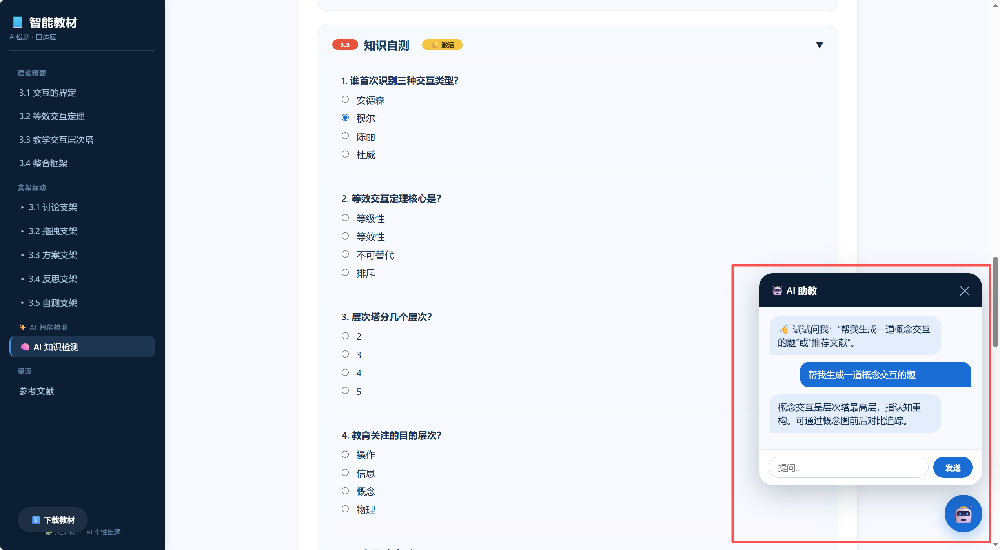 智能教材
AI检测 · 自适应
理论精要
3.1 交互的界定
3.2 等效交互定理
3.3 教学交互层次塔
3.4 整合框架
支架互动
3.1 讨论支架
3.2 拖拽支架
3.3 方案支架
3.4 反思支架
3.5 自测支架
AI 智能检测
AI 知识检测
资源
参考文献
下载教材
· AI 个性出题
3.5 知识自测 激活
1. 谁首次识别三种交互类型?
安德森
穆尔
陈丽
杜威
2. 等效交互定理核心是?
等级性
等效性
不可替代
排斥
3. 层次塔分几个层次?
2
3
4
5
4. 教育关注的目的层次?
操作
信息
概念
物理
AI 助教
试试问我：“帮我生成一道概念交互
的题”或“推荐文献”。
帮我生成一道概念交互的题
概念交互是层次塔最高层，指认知重
构。可通过概念图前后对比追踪。
提问...
发送